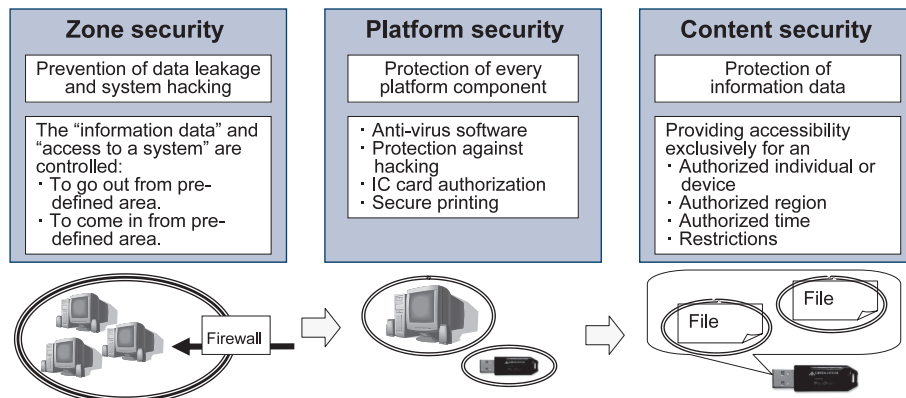 Zone security
Prevention of data leakage
and system hacking
The “information data” and
“access to a system” are
controlled:
・To go out from pre-
defined area.
・To come in from pre-
defined area.
Firewall
Platform security
Protection of every
platform component
・Anti-virus software
・Protection against
hacking
・IC card authorization
・Secure printing
Content security
Protection of
information data
Providing accessibility
exclusively for an
・Authorized individual or
device
・Authorized region
・Authorized time
・Restrictions
File
File